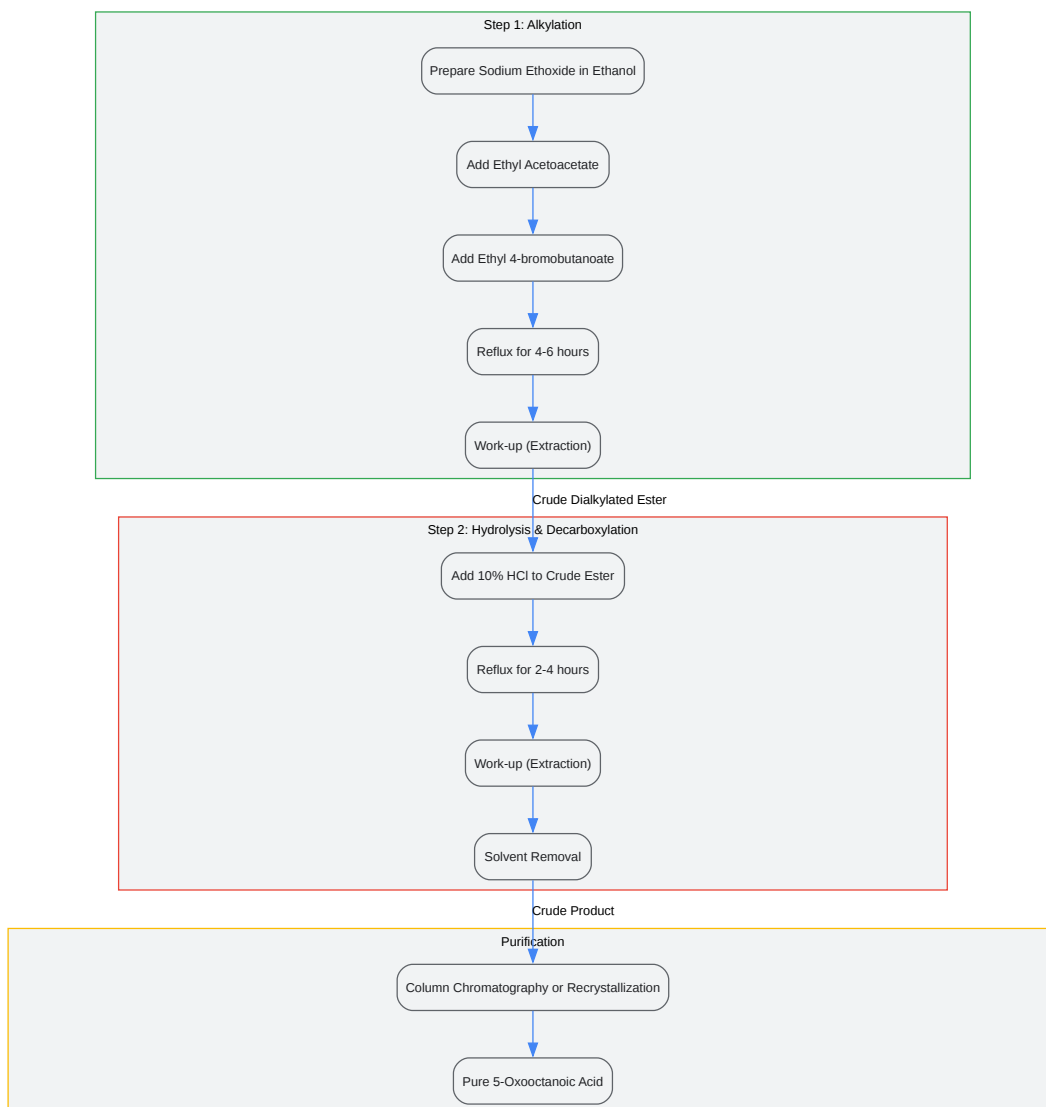 Step 1: Alkylation
Prepare Sodium Ethoxide in Ethanol
Add Ethyl Acetoacetate
Add Ethyl 4-bromobutanoate
Reflux for 4-6 hours
Work-up (Extraction)
Crude Dialkylated Ester
Step 2: Hydrolysis & Decarboxylation
Add 10% HCl to Crude Ester
Reflux for 2-4 hours
Work-up (Extraction)
Solvent Removal
Crude Product
Purification
Column Chromatography or Recrystallization
Pure 5-Oxooctanoic Acid